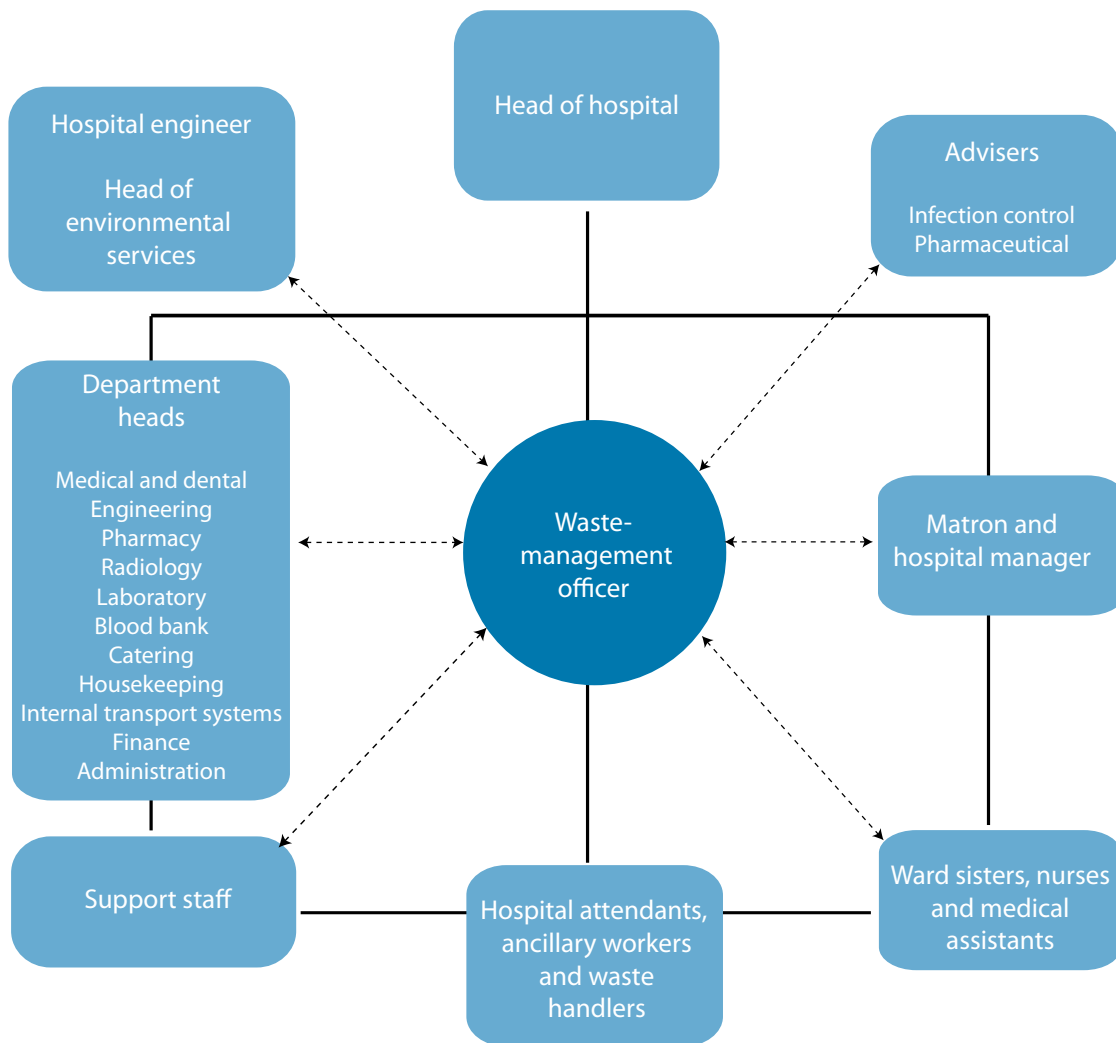 Head of hospital
Hospital engineer
Head of
environmental
services
Advisers
Infection control
Pharmaceutical
Department
heads
Medical and dental
Engineering
Pharmacy
Radiology
Laboratory
Blood bank
Catering
Housekeeping
Internal transport systems
Finance
Administration
Waste-
management
officer
Matron and
hospital manager
Support staff
Hospital attendants,
ancillary workers
and waste
handlers
Ward sisters, nurses
and medical
assistants